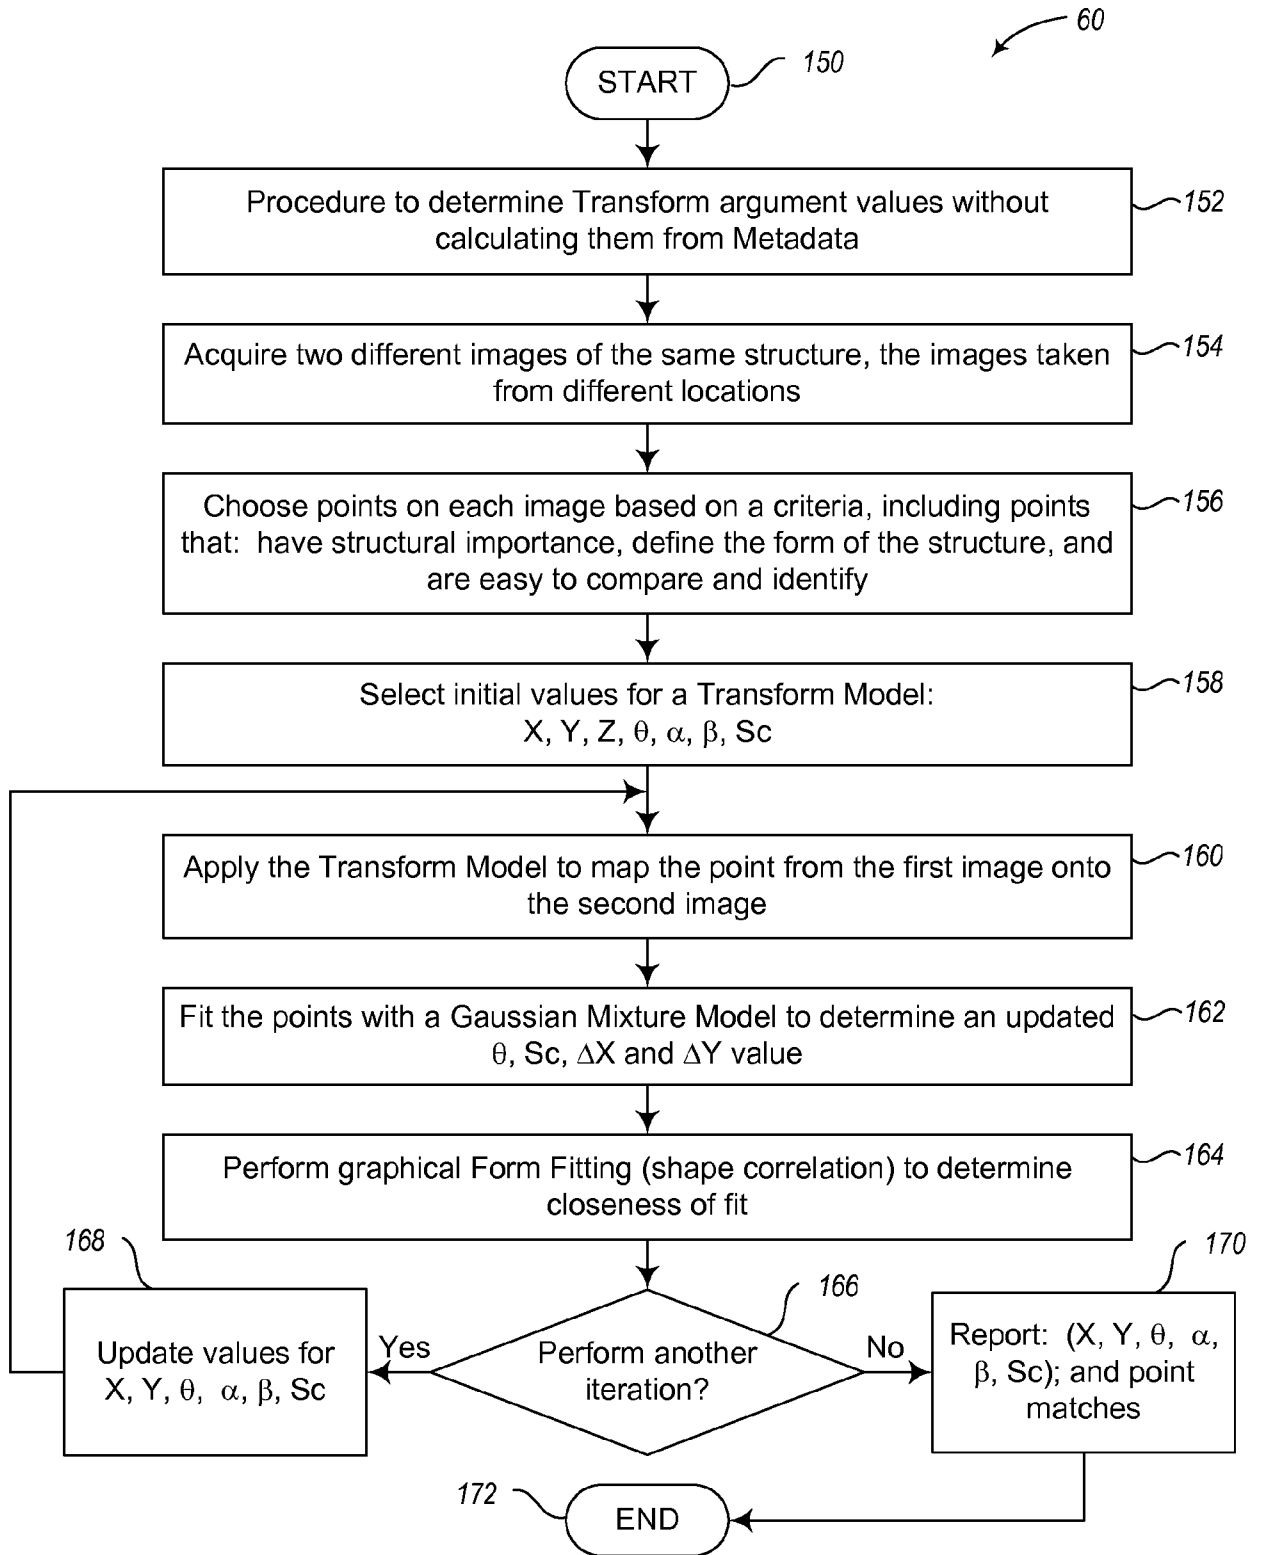 60
START
150
Procedure to determine Transform argument values without
calculating them from Metadata
152
Acquire two different images of the same structure, the images taken
from different locations
154
Choose points on each image based on a criteria, including points
that:  have structural importance, define the form of the structure, and
are easy to compare and identify
156
Select initial values for a Transform Model:
X, Y, Z, θ, α, β, Sc
158
Apply the Transform Model to map the point from the first image onto
the second image
160
Fit the points with a Gaussian Mixture Model to determine an updated
θ, Sc, ΔX and ΔY value
162
Perform graphical Form Fitting (shape correlation) to determine
closeness of fit
164
Perform another
iteration?
166
Yes
Update values for
X, Y, θ, α, β, Sc
168
No
Report: (X, Y, θ, α,
β, Sc); and point
matches
170
END
172